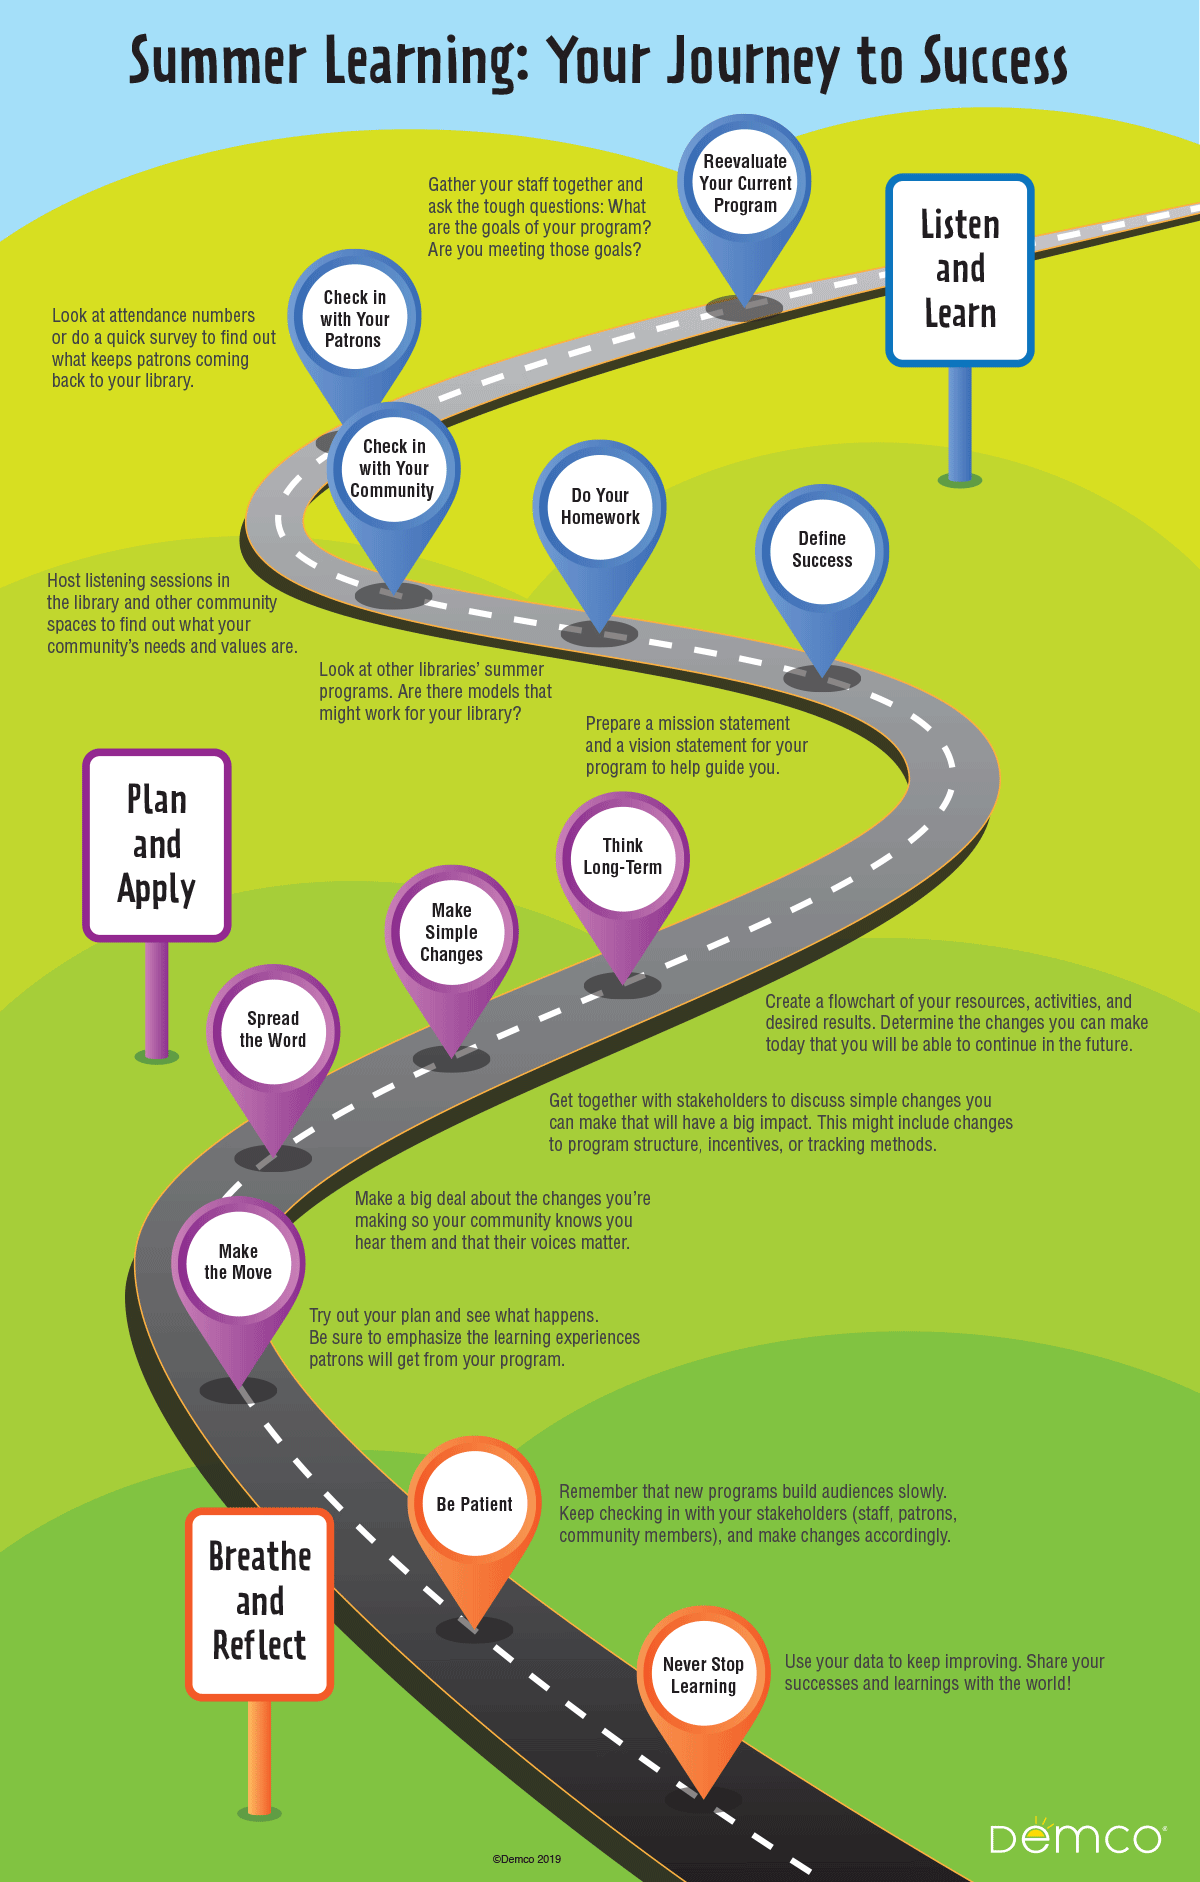 Summer Learning: Your Journey to Success
Listen
and
Learn
Reevaluate
Your Current
Program
Gather your staff together and
ask the tough questions: What
are the goals of your program?
Are you meeting those goals?
Check in
with Your
Patrons
Look at attendance numbers
or do a quick survey to find out
what keeps patrons coming
back to your library.
Check in
with Your
Community
Host listening sessions in
the library and other community
spaces to find out what your
community's needs and values are.
Do Your
Homework
Look at other libraries' summer
programs. Are there models that
might work for your library?
Define
Success
Prepare a mission statement
and a vision statement for your
program to help guide you.
Plan
and
Apply
Think
Long-Term
Create a flowchart of your resources, activities, and
desired results. Determine the changes you can make
today that you will be able to continue in the future.
Make
Simple
Changes
Get together with stakeholders to discuss simple changes you
can make that will have a big impact. This might include changes
to program structure, incentives, or tracking methods.
Spread
the Word
Make a big deal about the changes you're
making so your community knows you
hear them and that their voices matter.
Make
the Move
Try out your plan and see what happens.
Be sure to emphasize the learning experiences
patrons will get from your program.
Breathe
and
Reflect
Be Patient
Remember that new programs build audiences slowly.
Keep checking in with your stakeholders (staff, patrons,
community members), and make changes accordingly.
Never Stop
Learning
Use your data to keep improving. Share your
successes and learnings with the world!
©Demco 2019
Demco®